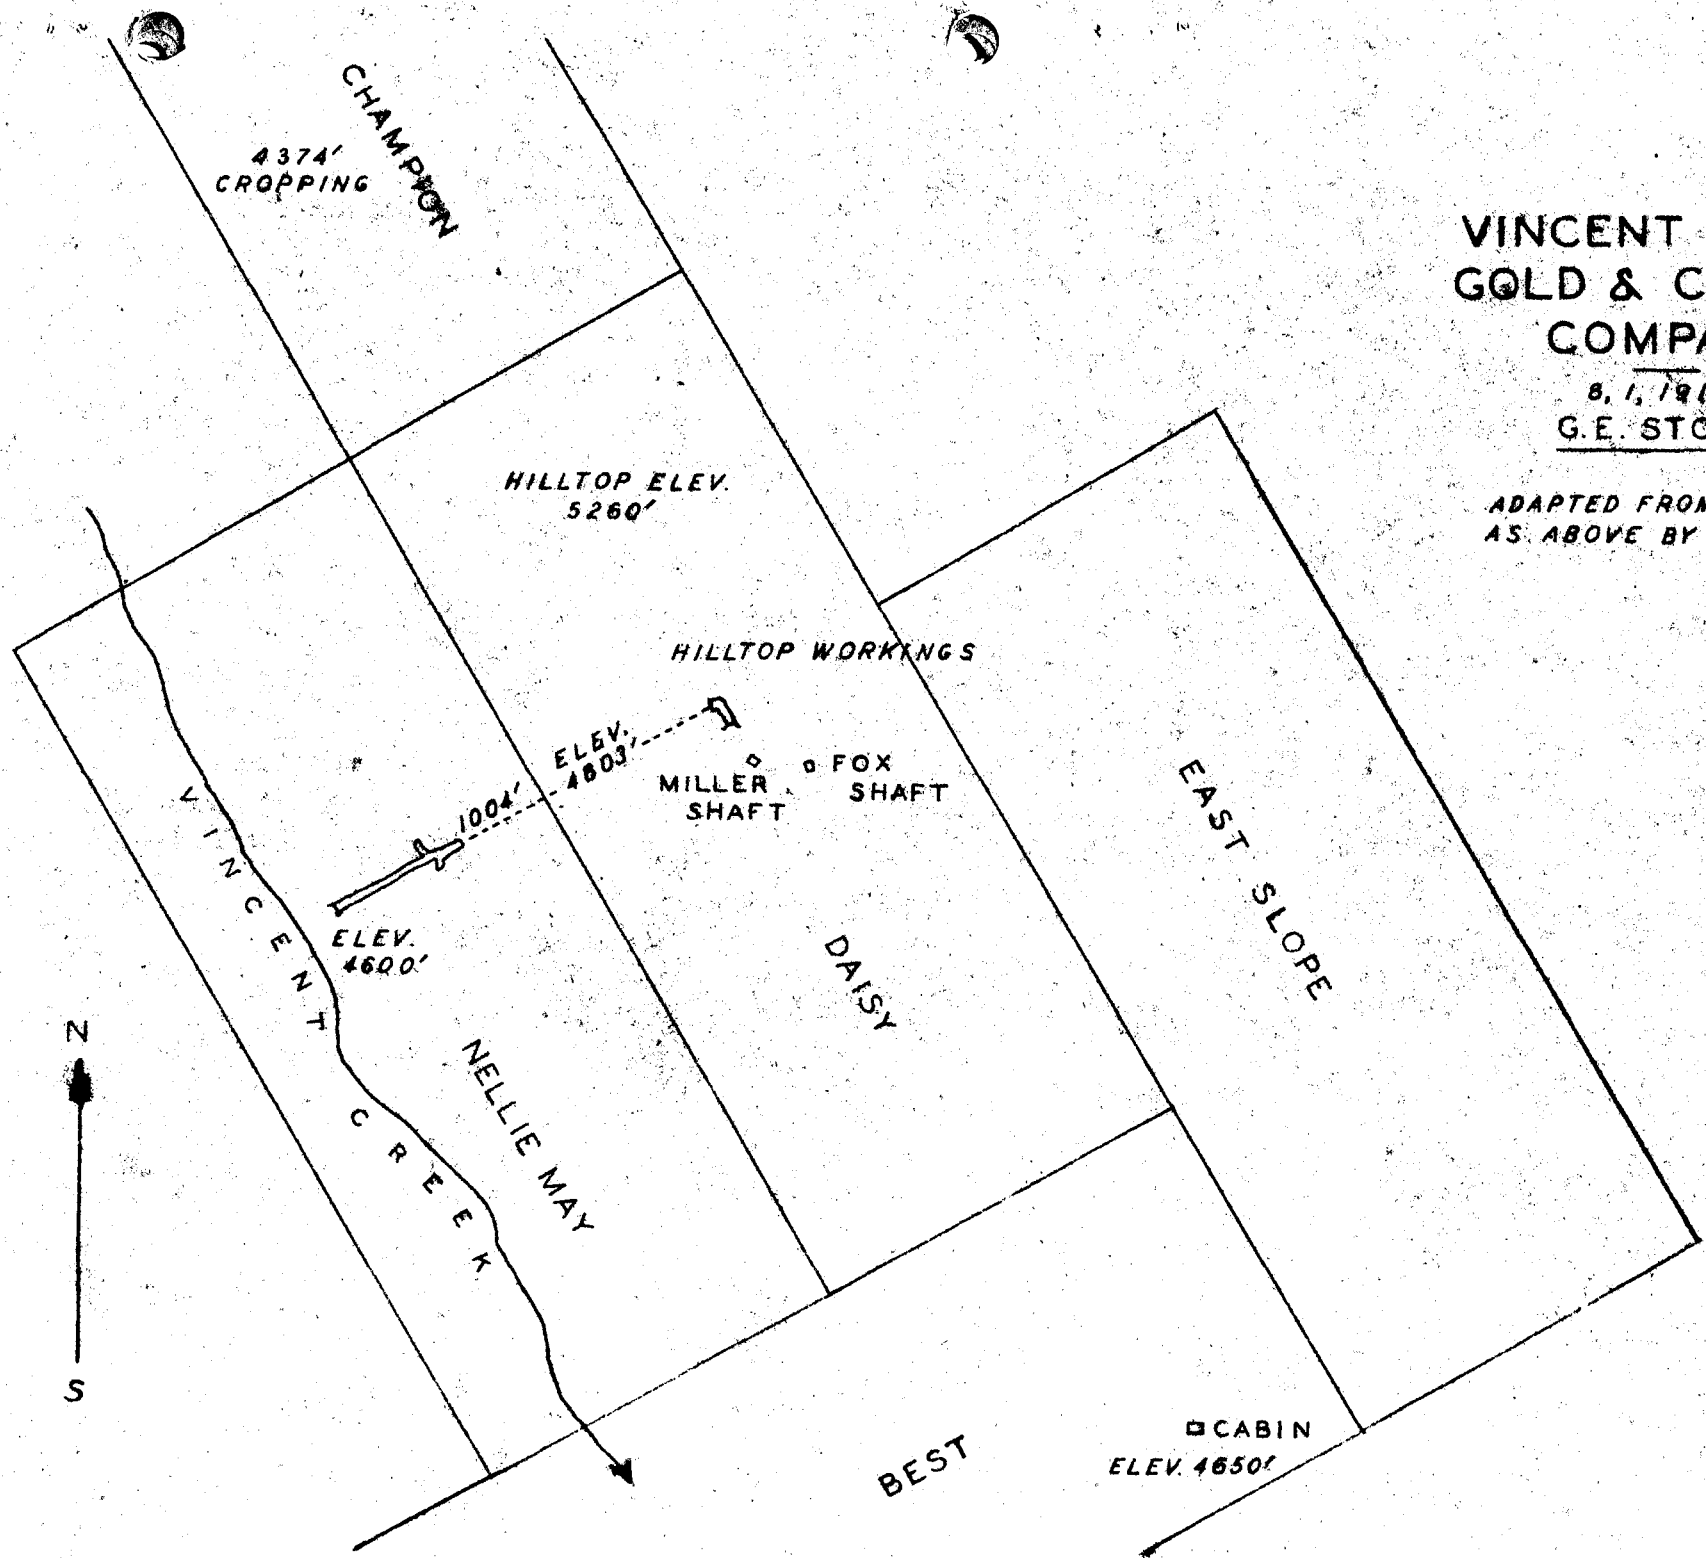 CHAMPION
4374'
CROPPING
VINCENT
GOLD & C
COMPA
G.E. STO
ADAPTED FROM
AS ABOVE BY
HILLTOP ELEV.
5260'
HILLTOP WORKINGS
ELEV.
4803'
1004'
MILLER
SHAFT
FOX
SHAFT
EAST SLOPE
VINCENT CREEK
ELEV.
4600'
DAISY
NELLIE MAY
N
S
BEST
CABIN
ELEV. 4650'